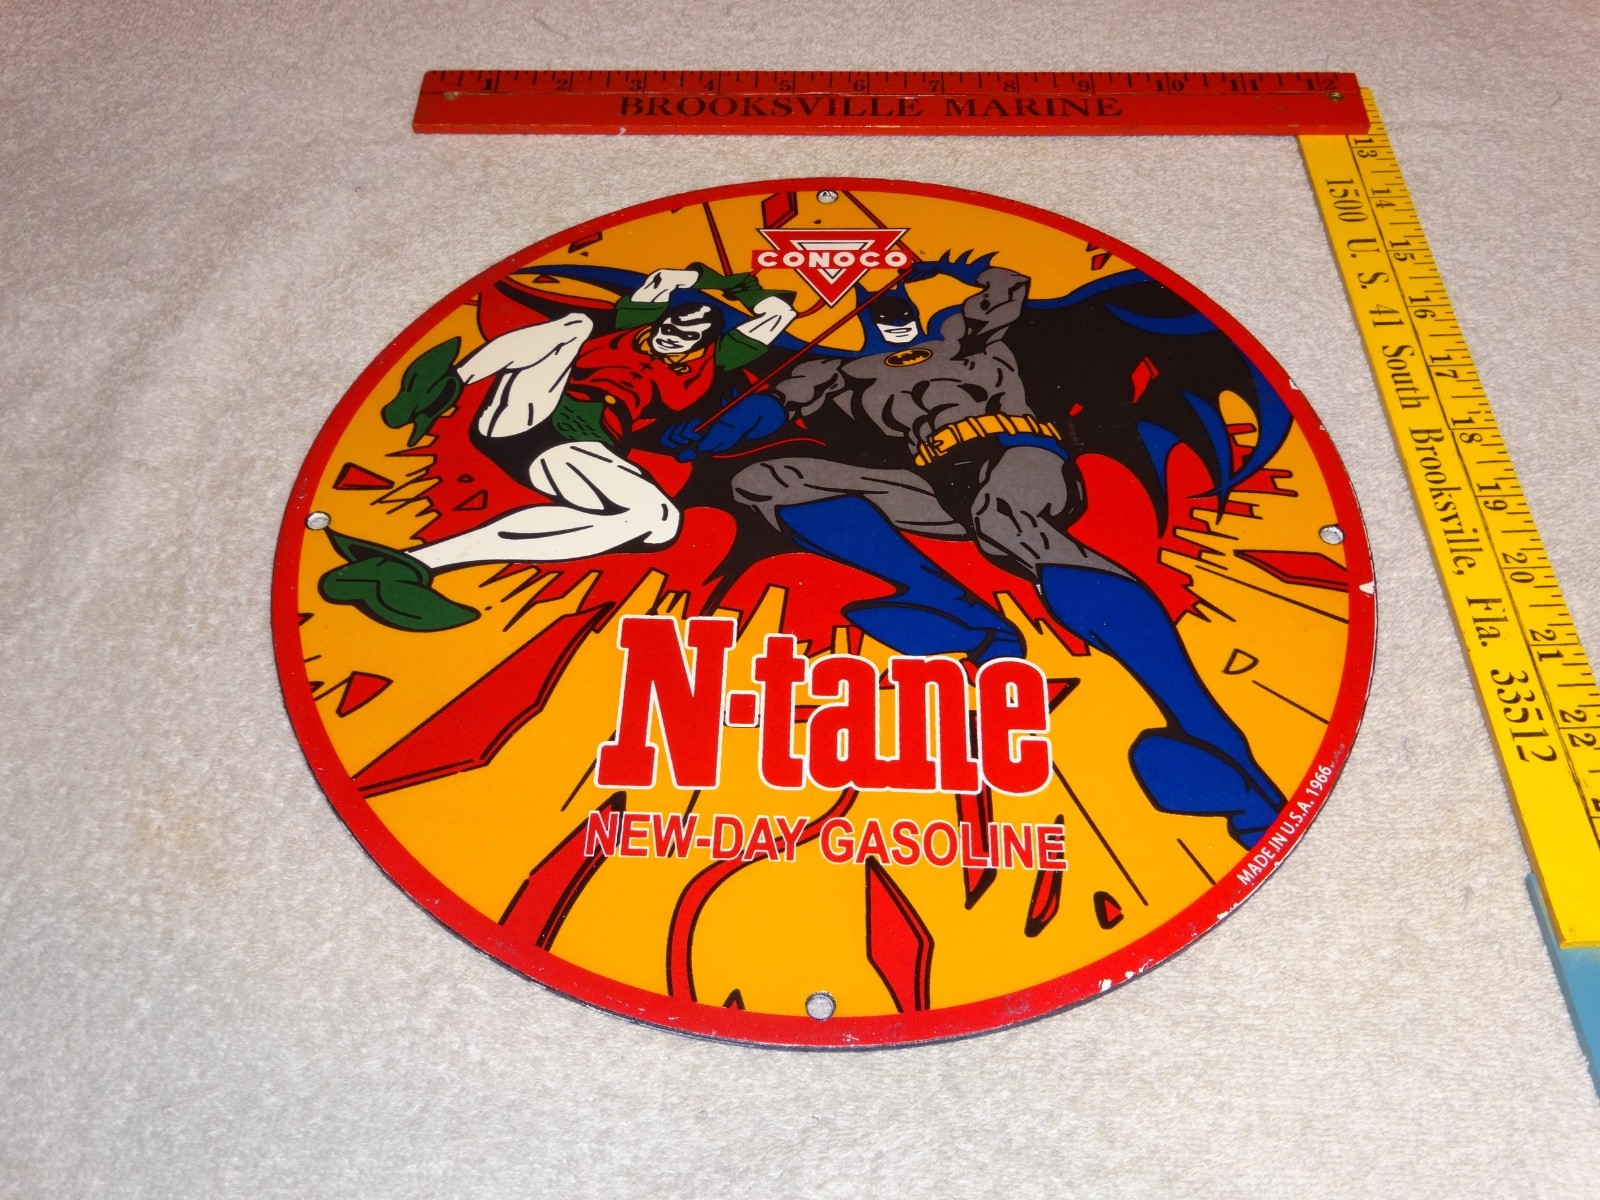 1 2 3 4 5 6 7 8 9 10 11 12
BROOKSVILLE MARINE
13 14 15 16 17 18 19 20 21 22
1500 U. S. 41 South Brooksville, Fla. 33512
CONOCO
N-tane
NEW-DAY GASOLINE
MADE IN U.S.A. 1966.